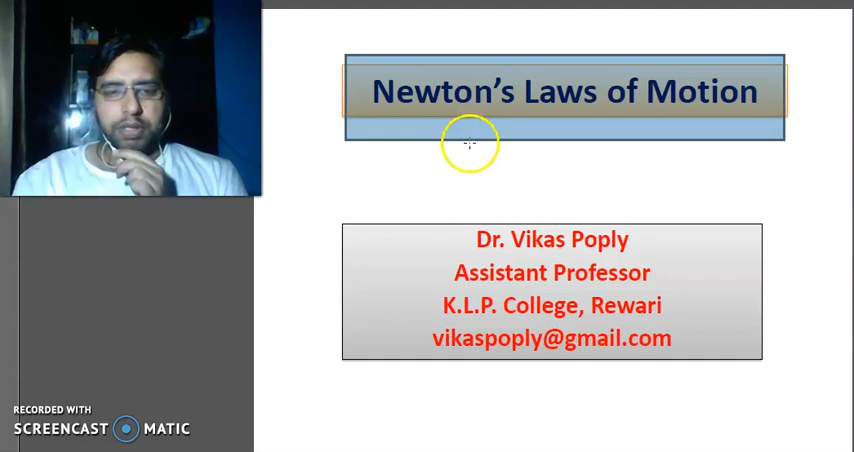 Newton's Laws of Motion
Dr. Vikas Poply
Assistant Professor
K.L.P. College, Rewari
vikaspoply@gmail.com
RECORDED WITH
SCREENCAST MATIC